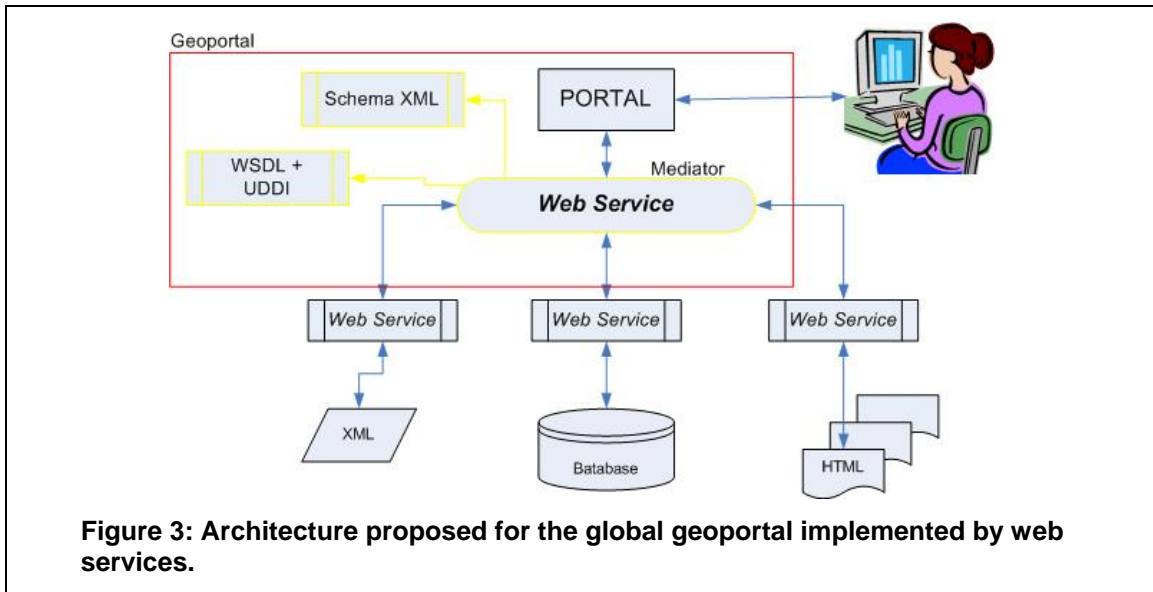 Geoportal
Schema XML
PORTAL
WSDL +
UDDI
Mediator
Web Service
Web Service
Web Service
Web Service
XML
Batabase
HTML
Figure 3: Architecture proposed for the global geoportal implemented by web
services.